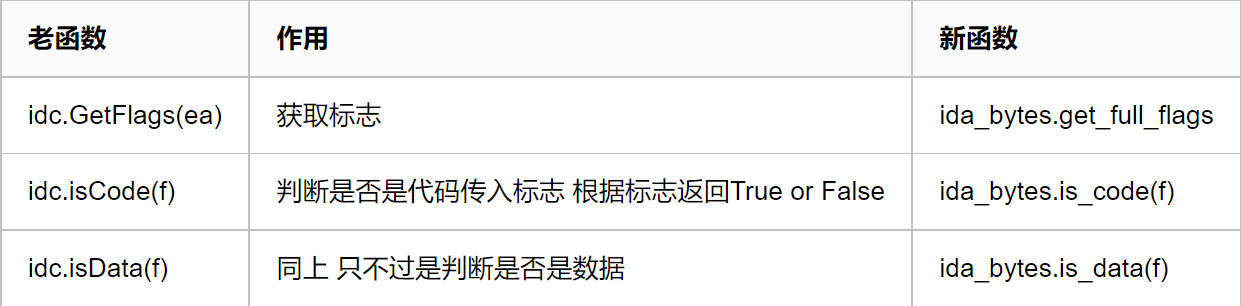 老函数 作用 新函数
idc.GetFlags(ea) 获取标志 ida_bytes.get_full_flags
idc.isCode(f) 判断是否是代码传入标志 根据标志返回True or False ida_bytes.is_code(f)
idc.isData(f) 同上 只不过是判断是否是数据 ida_bytes.is_data(f)